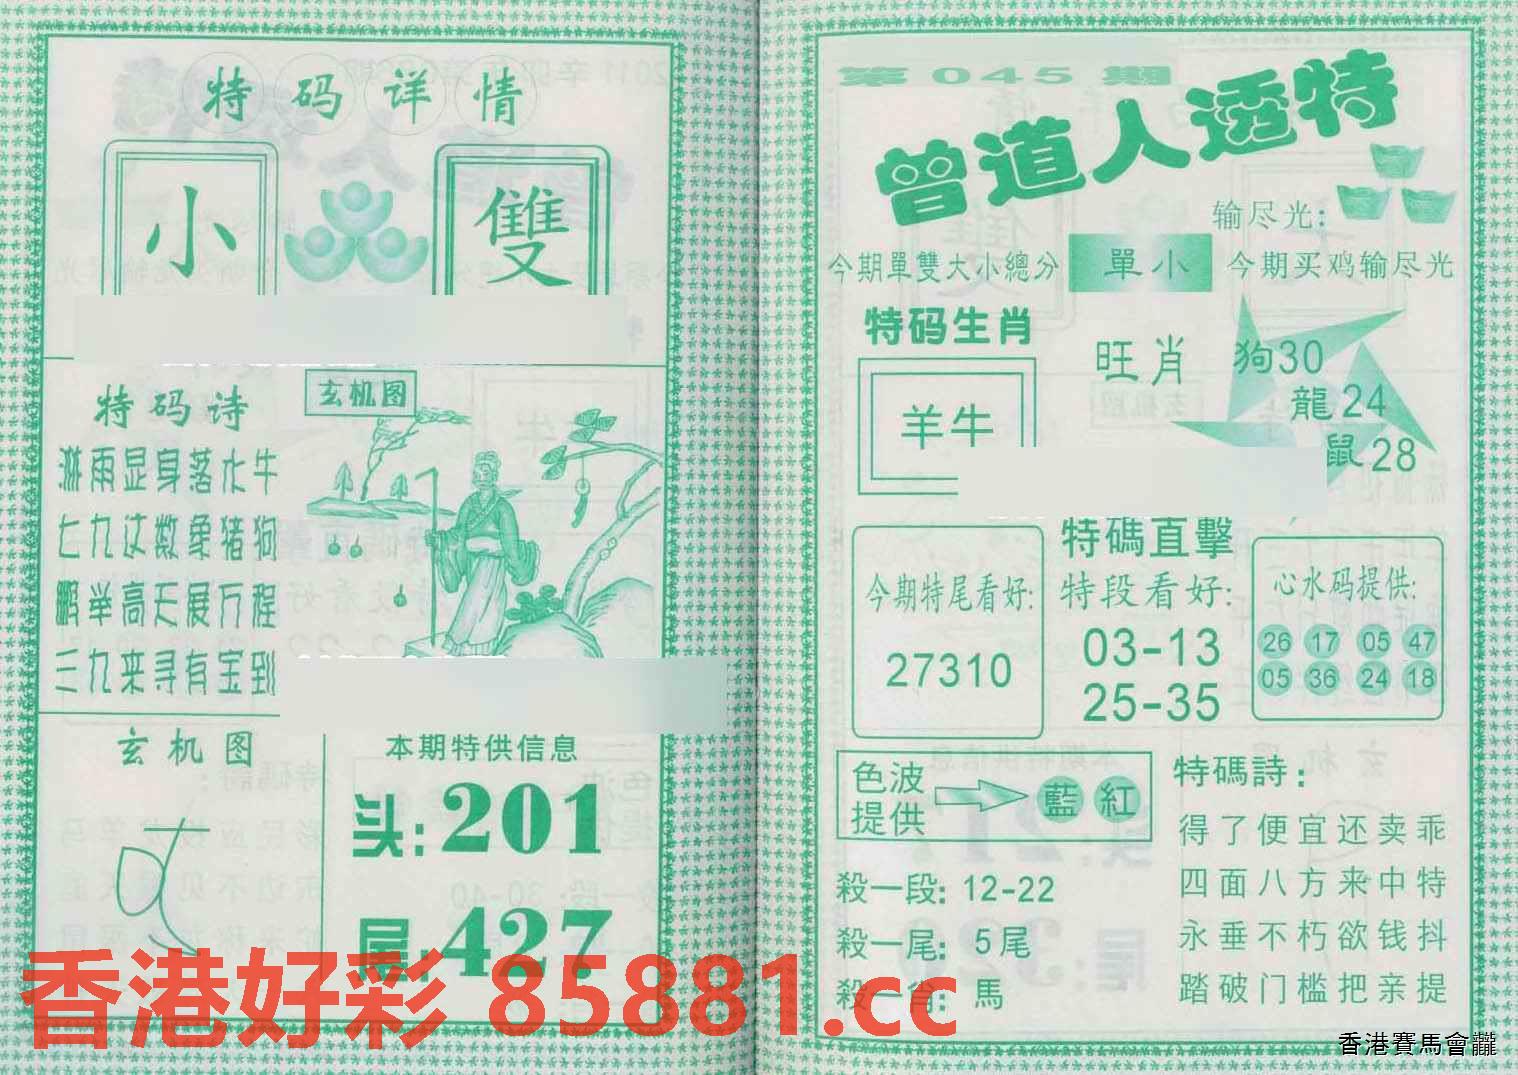 特码详情
小
雙
特码诗
淋雨显身落水牛
七九过数象猪狗
鹏举高天展万程
三九来寻有宝到
玄机图
玄机图
本期特供信息
头:201
尾:427
第045期
曾道人透特
输尽光:
今期單雙大小總分
單小
今期买鸡输尽光
特码生肖
羊牛
旺肖
狗30
龍24
鼠28
今期特尾看好:
27310
特碼直擊
特段看好:
03-13
25-35
心水码提供:
26 17 05 47
05 36 24 18
色波
提供
藍 紅
殺一段: 12-22
殺一尾: 5尾
殺一肖: 馬
特碼詩:
得了便宜还卖乖
四面八方来中特
永垂不朽欲钱抖
踏破门槛把亲提
香港好彩 85881.cc
香港賽馬會